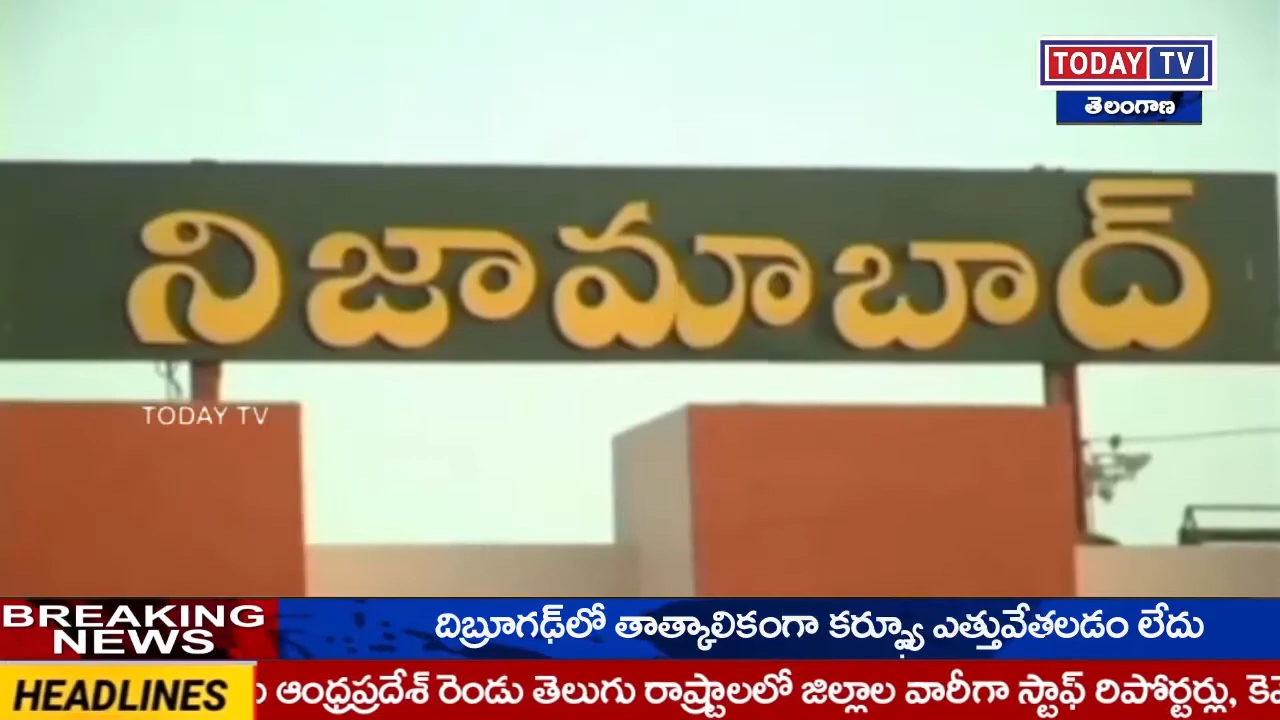 TODAY TV
తెలంగాణ
నిజామాబాద్
TODAY TV
BREAKING NEWS
దిబ్రూగఢ్‌లో తాత్కాలికంగా కర్ఫ్యూ ఎత్తువేతలడం లేదు
HEADLINES
ఆంధ్రప్రదేశ్ రెండు తెలుగు రాష్ట్రాలలో జిల్లాల వారీగా స్టాఫ్ రిపోర్టర్లు,